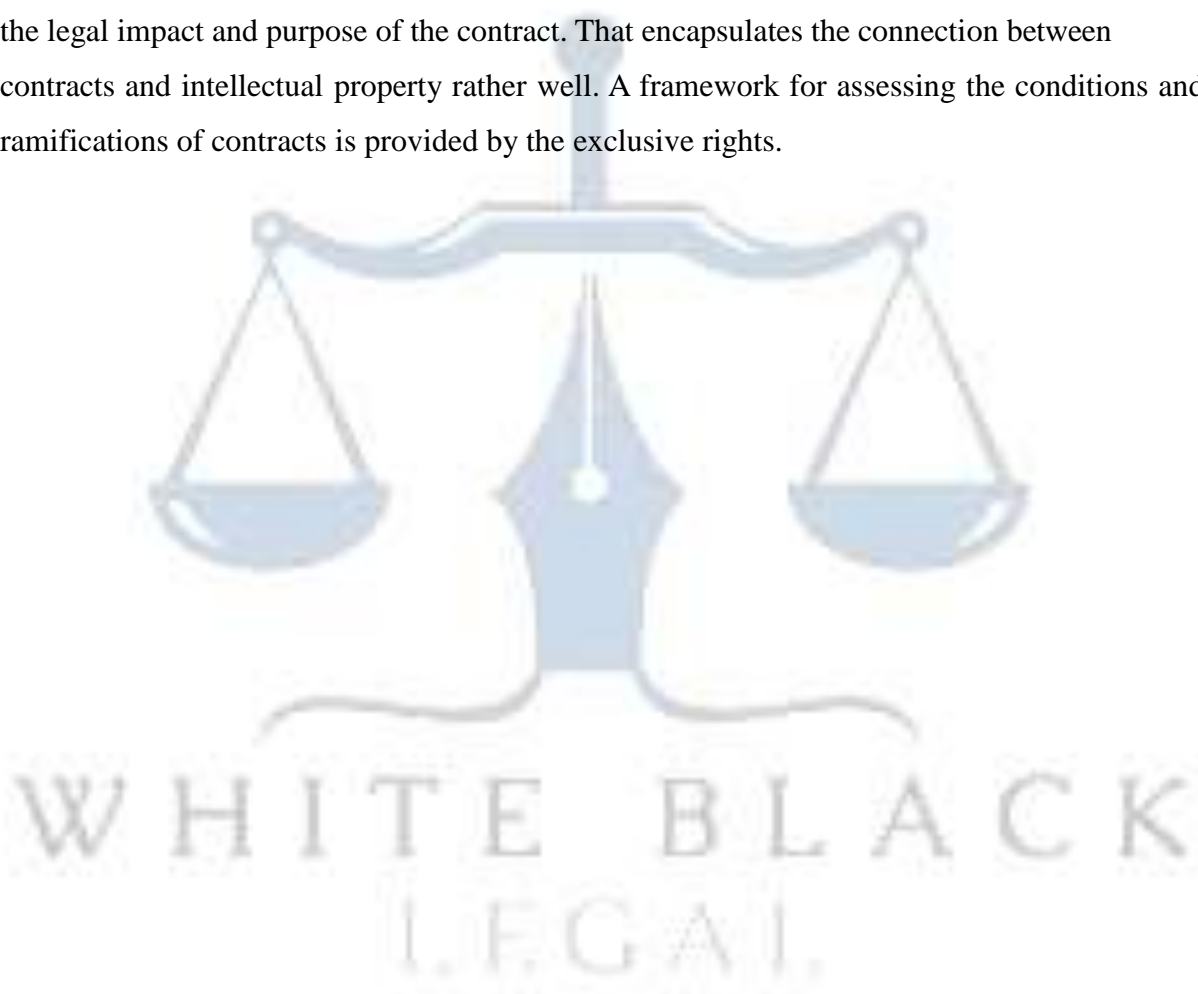 the legal impact and purpose of the contract. That encapsulates the connection between
contracts and intellectual property rather well. A framework for assessing the conditions and
ramifications of contracts is provided by the exclusive rights.
WHITE BLACK
LEGAL